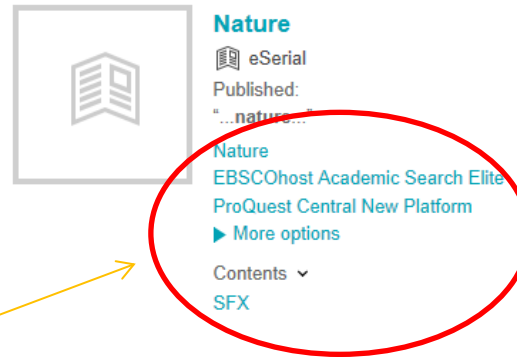 Nature
eSerial
Published:
“...nature...”
Nature
EBSCOhost Academic Search Elite
ProQuest Central New Platform
More options
Contents
SFX